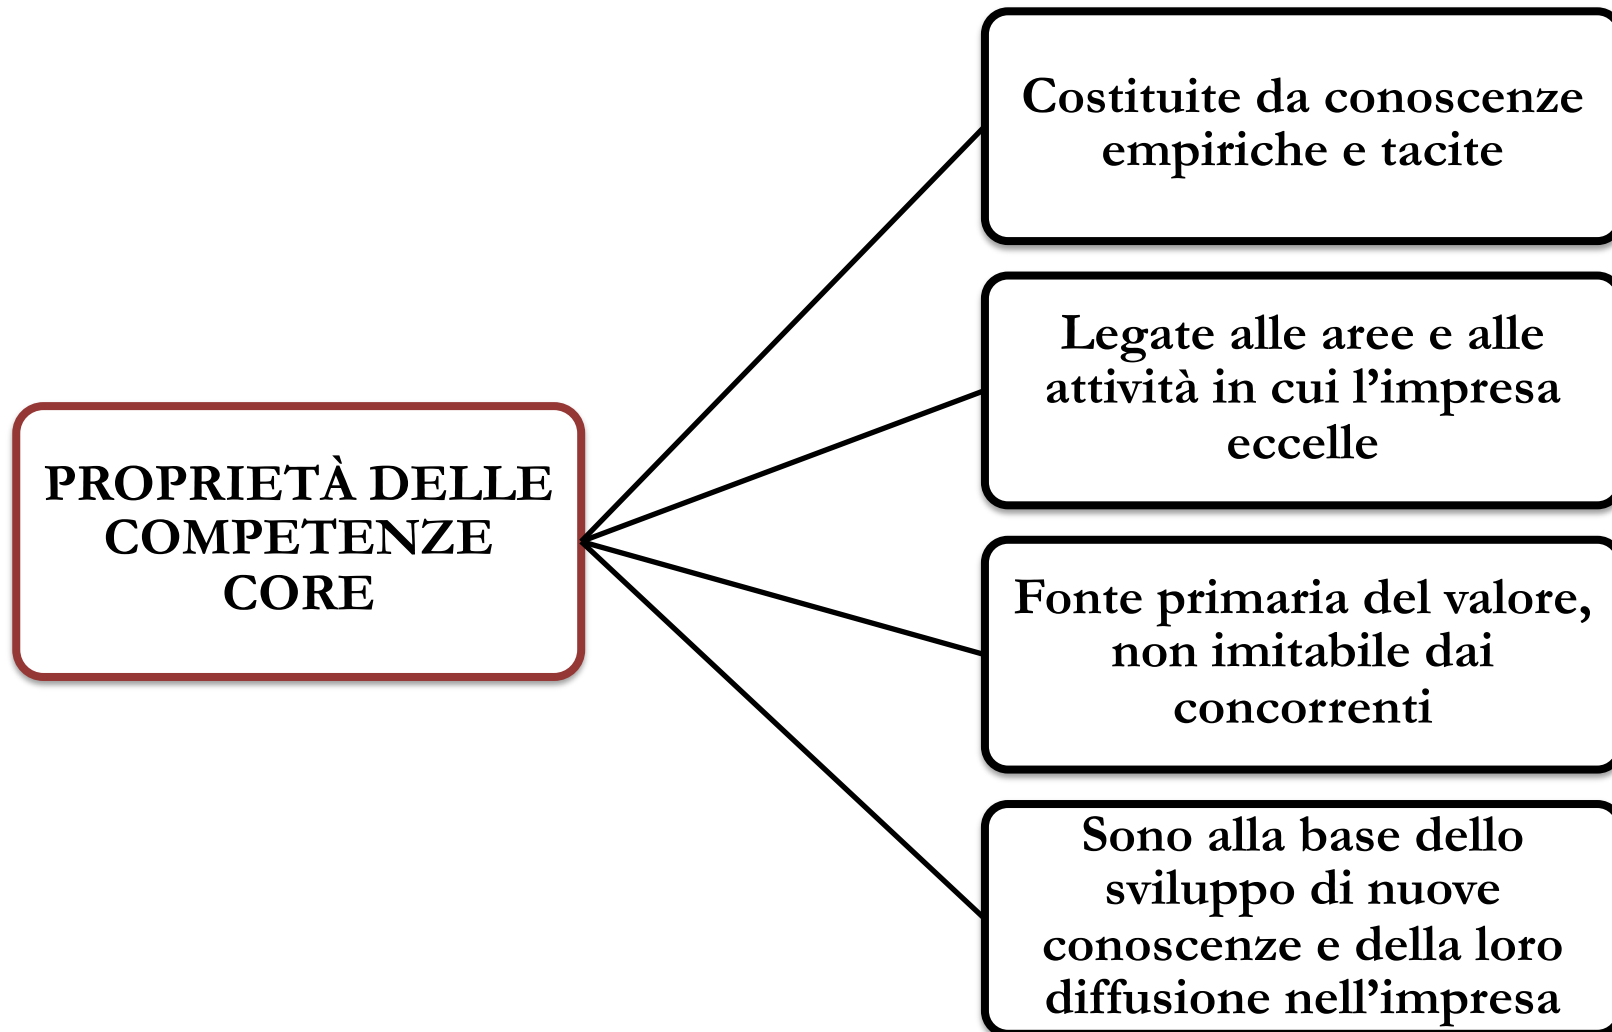 PROPRIETÀ DELLE
COMPETENZE
CORE
Costituite da conoscenze
empiriche e tacite
Legate alle aree e alle
attività in cui l’impresa
eccelle
Fonte primaria del valore,
non imitabile dai
concorrenti
Sono alla base dello
sviluppo di nuove
conoscenze e della loro
diffusione nell’impresa